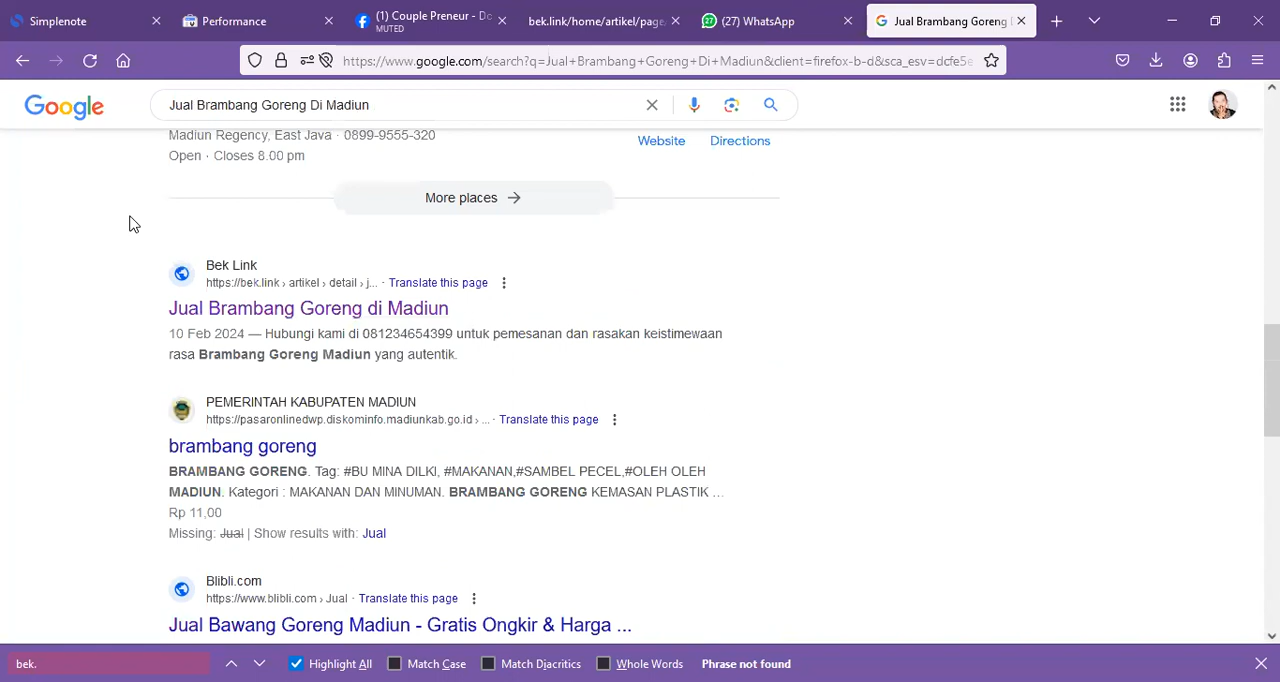 Simplenote
Performance
(1) Couple Preneur - Dc
MUTED
bek.link/home/artikel/page/
(27) WhatsApp
Jual Brambang Goreng D
https://www.google.com/search?q=Jual+Brambang+Goreng+Di+Madiun&client=firefox-b-d&sca_esv=dcfe5e
Google
Jual Brambang Goreng Di Madiun
Madiun Regency, East Java · 0899-9555-320
Open · Closes 8.00 pm
Website
Directions
More places
Bek Link
https://bek.link › artikel › detail › j... · Translate this page
Jual Brambang Goreng di Madiun
10 Feb 2024 — Hubungi kami di 081234654399 untuk pemesanan dan rasakan keistimewaan
rasa Brambang Goreng Madiun yang autentik.
PEMERINTAH KABUPATEN MADIUN
https://pasaronlinedwp.diskominfo.madiunkab.go.id › ... · Translate this page
brambang goreng
BRAMBANG GORENG. Tag: #BU MINA DILKI, #MAKANAN,#SAMBEL PECEL,#OLEH OLEH
MADIUN. Kategori : MAKANAN DAN MINUMAN. BRAMBANG GORENG KEMASAN PLASTIK ...
Rp 11,00
Missing: Jual | Show results with: Jual
Blibli.com
https://www.blibli.com › Jual · Translate this page
Jual Bawang Goreng Madiun - Gratis Ongkir & Harga ...
bek.
Highlight All
Match Case
Match Diacritics
Whole Words
Phrase not found